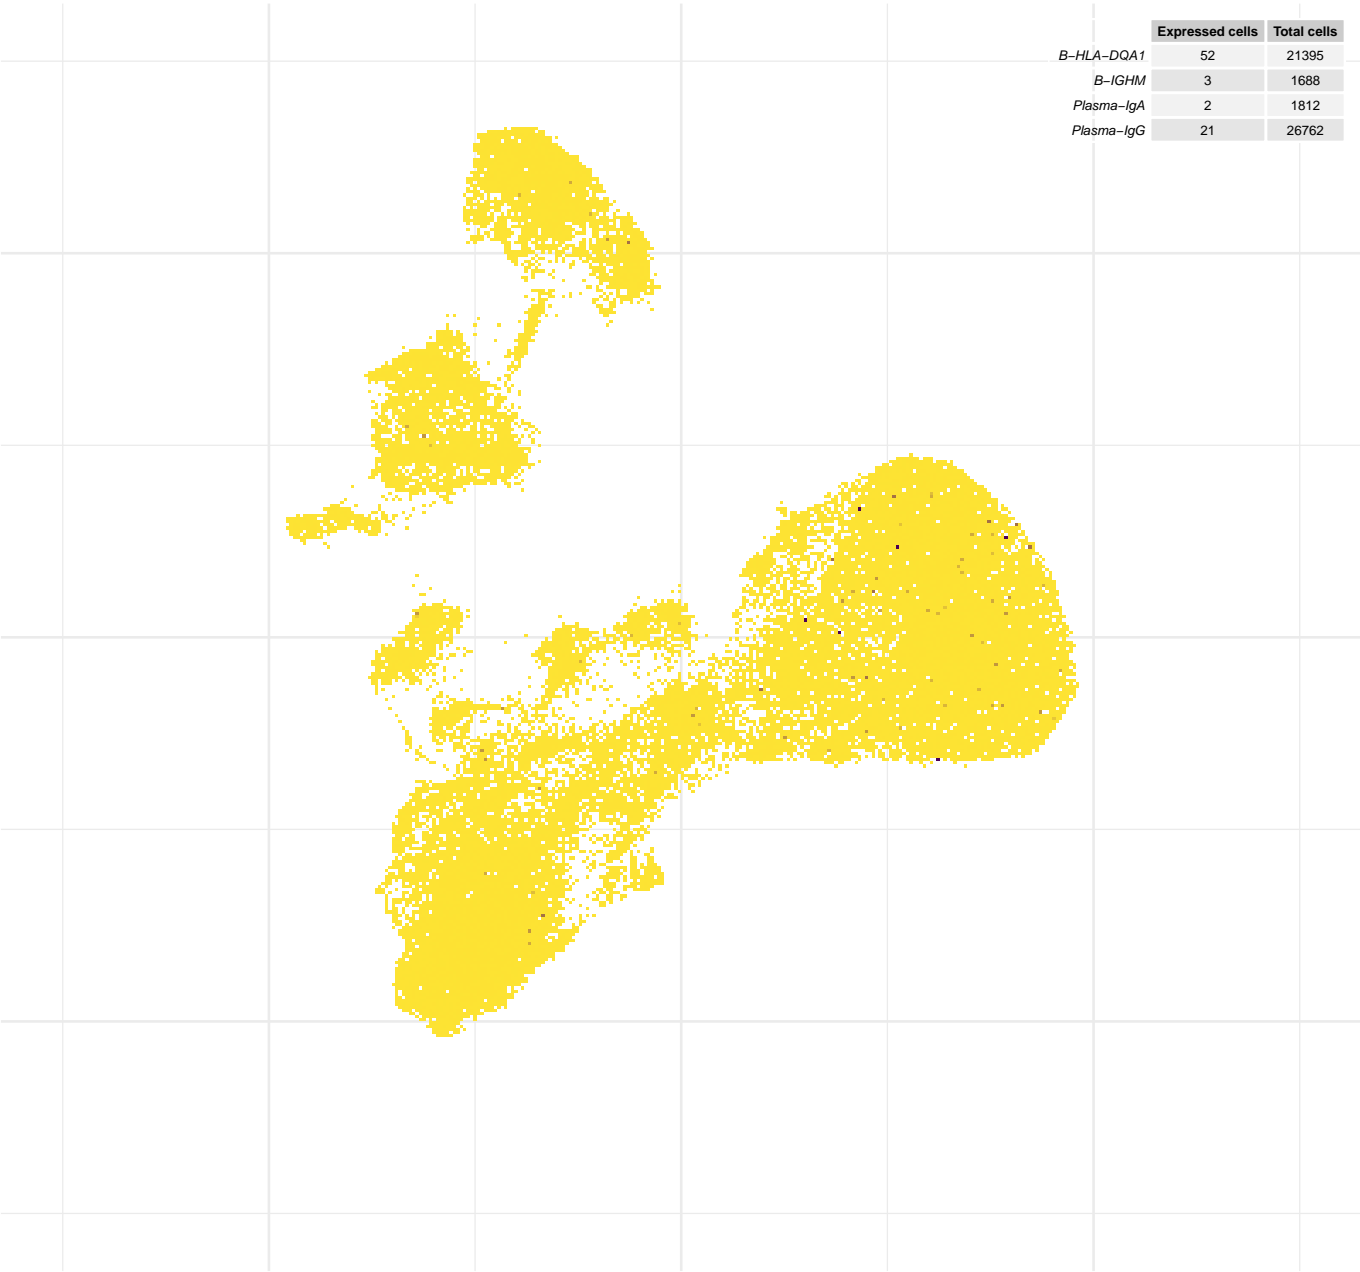 Expressed cells Total cells
B−HLA−DQA1 52 21395
B−IGHM 3 1688
Plasma−IgA 2 1812
Plasma−IgG 21 26762